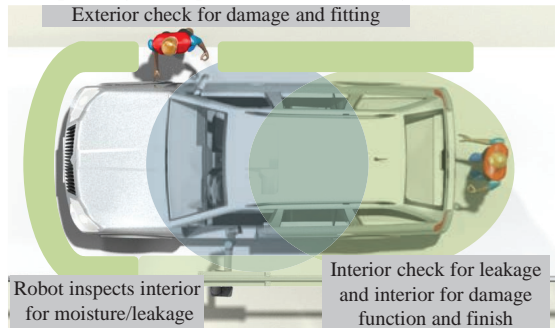 Exterior check for damage and fitting
Robot inspects interior
for moisture/leakage
Interior check for leakage
and interior for damage
function and finish